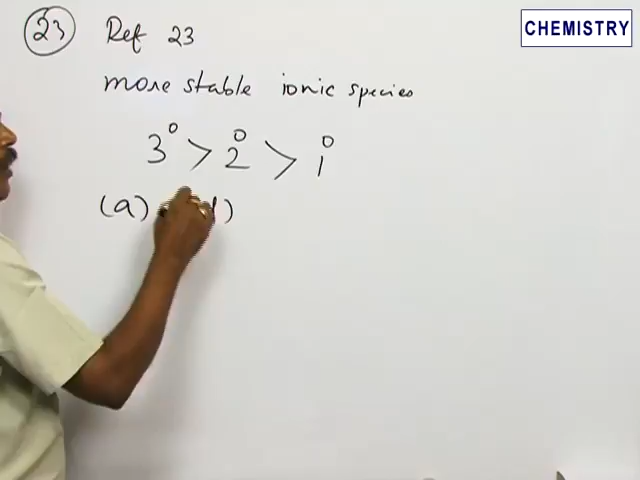 CHEMISTRY
23 Ref 23
more stable ionic species
3° > 2° > 1°
(a)